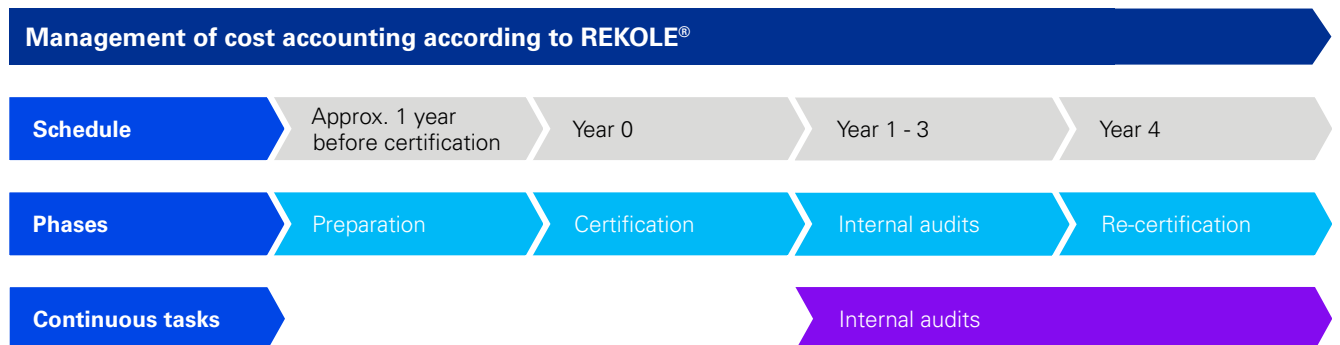 Management of cost accounting according to REKOLE®
Schedule
Approx. 1 year
before certification
Year 0
Year 1 - 3
Year 4
Phases
Preparation
Certification
Internal audits
Re-certification
Continuous tasks
Internal audits